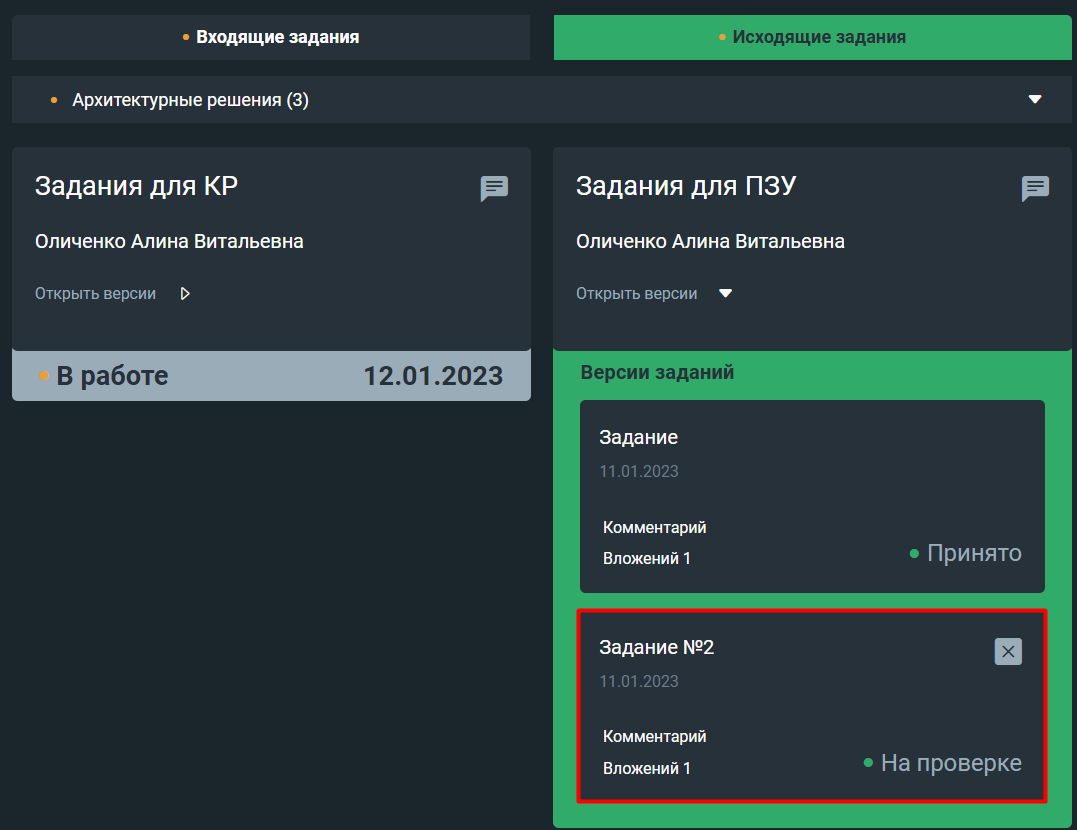 Входящие задания
Исходящие задания
Архитектурные решения (3)
Задания для КР
Оличенко Алина Витальевна
Открыть версии
В работе 12.01.2023
Задания для ПЗУ
Оличенко Алина Витальевна
Открыть версии
Версии заданий
Задание
11.01.2023
Комментарий
Вложений 1
Принято
Задание №2
11.01.2023
Комментарий
Вложений 1
На проверке